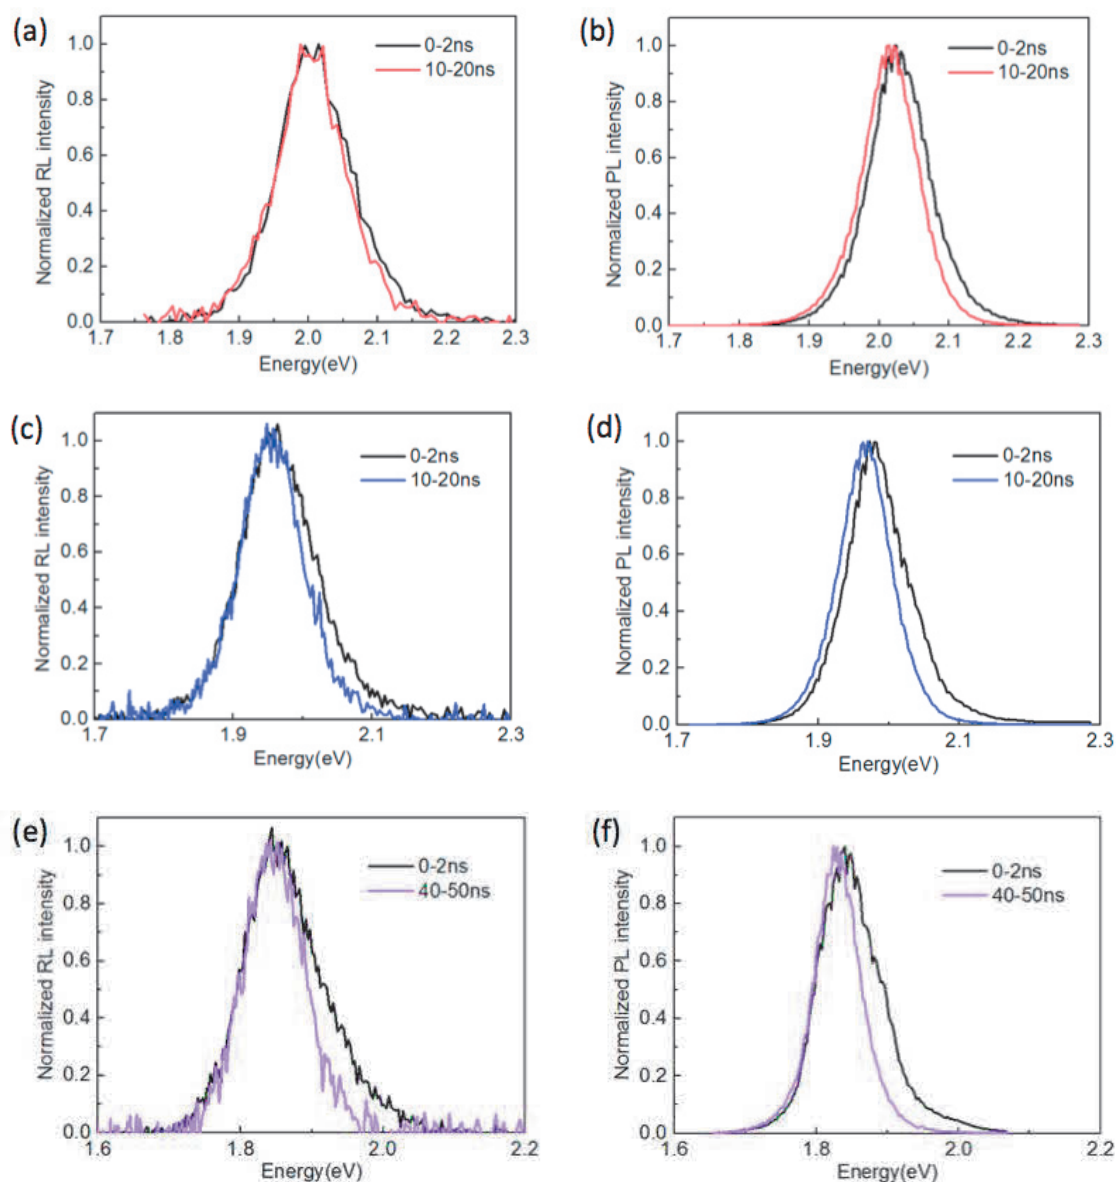 (a)
1.0
0.8
0.6
0.4
0.2
0.0
Normalized RL intensity
0-2ns
10-20ns
1.7 1.8 1.9 2.0 2.1 2.2 2.3
Energy(eV)
(b)
1.0
0.8
0.6
0.4
0.2
0.0
Normalized PL intensity
0-2ns
10-20ns
1.7 1.8 1.9 2.0 2.1 2.2 2.3
Energy(eV)
(c)
1.0
0.8
0.6
0.4
0.2
0.0
Normalized RL intensity
0-2ns
10-20ns
1.7 1.9 2.1 2.3
Energy(eV)
(d)
1.0
0.8
0.6
0.4
0.2
0.0
Normalized PL intensity
0-2ns
10-20ns
1.7 1.9 2.1 2.3
Energy(eV)
(e)
1.0
0.8
0.6
0.4
0.2
0.0
Normalized RL intensity
0-2ns
40-50ns
1.6 1.8 2.0 2.2
Energy(eV)
(f)
1.0
0.8
0.6
0.4
0.2
0.0
Normalized PL intensity
0-2ns
40-50ns
1.6 1.8 2.0 2.2
Energy(eV)